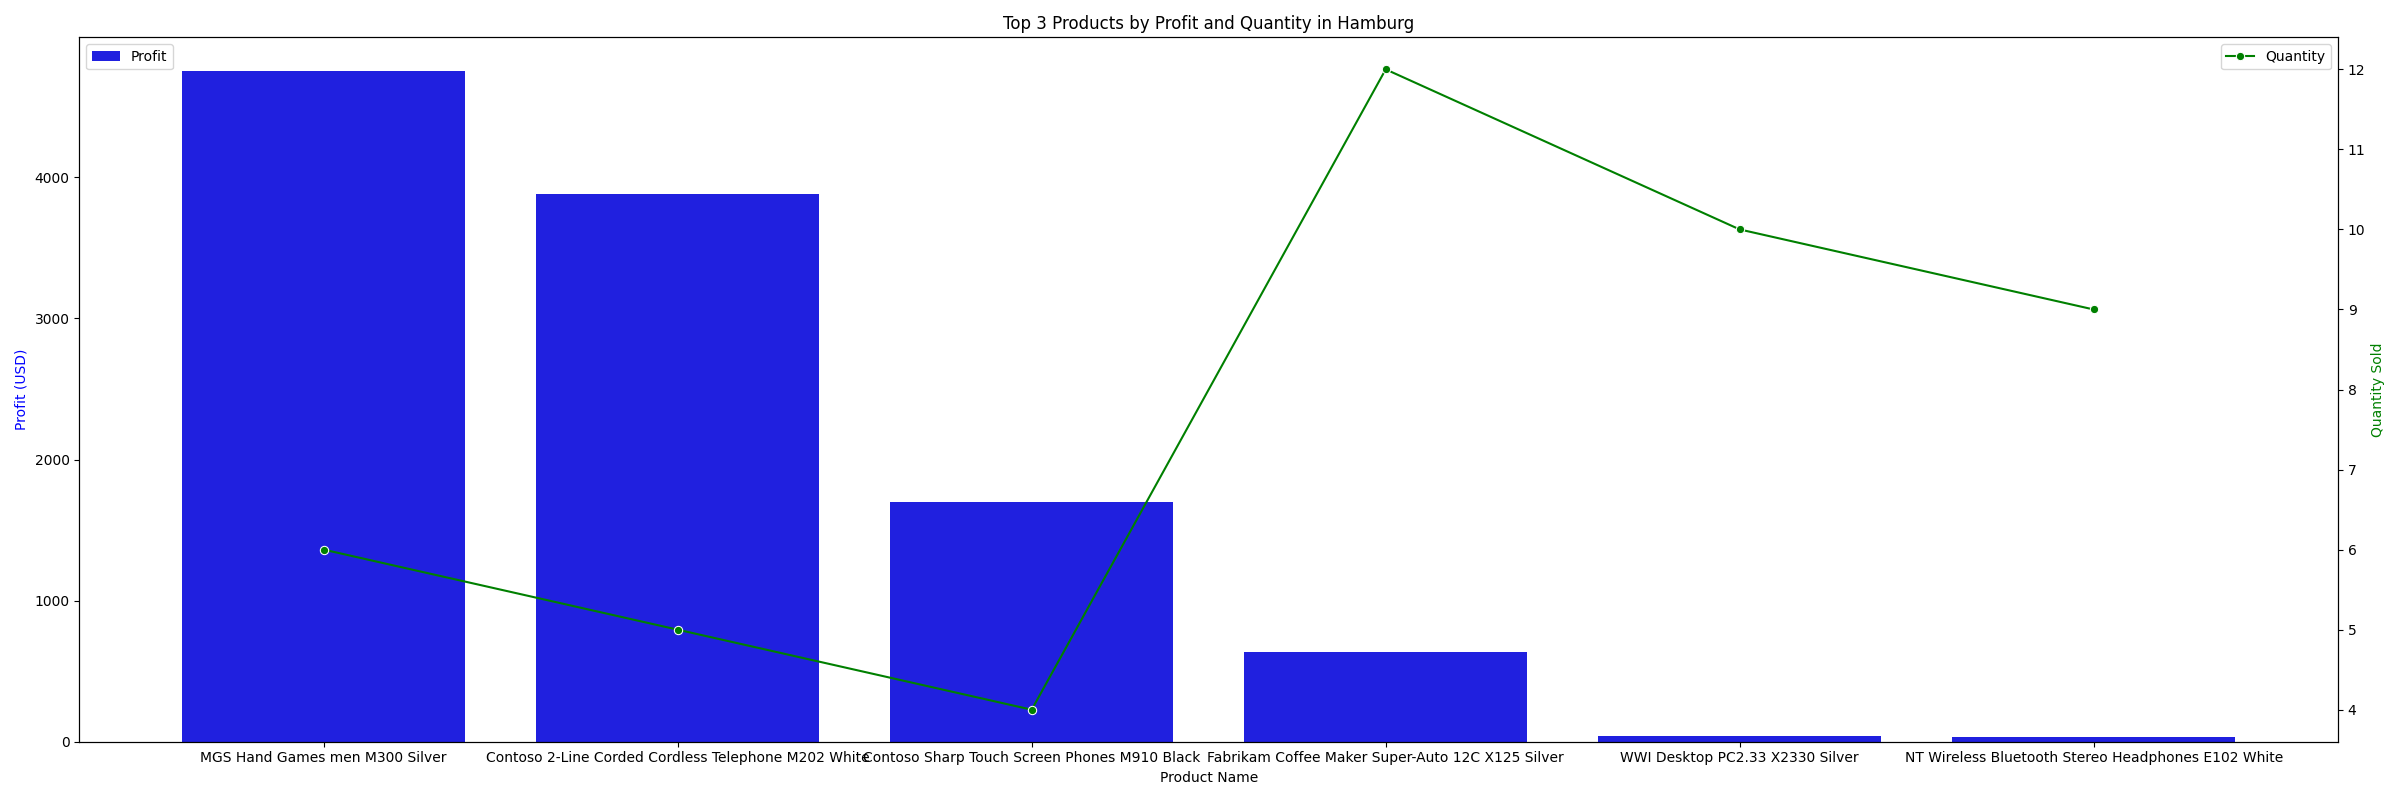 Top 3 Products by Profit and Quantity in Hamburg
Profit
Quantity
Profit (USD)
4000
3000
2000
1000
0
12
11
10
9
8
7
6
5
4
Quantity Sold
MGS Hand Games men M300 Silver
Contoso 2-Line Corded Cordless Telephone M202 White
Contoso Sharp Touch Screen Phones M910 Black
Fabrikam Coffee Maker Super-Auto 12C X125 Silver
WWI Desktop PC2.33 X2330 Silver
NT Wireless Bluetooth Stereo Headphones E102 White
Product Name